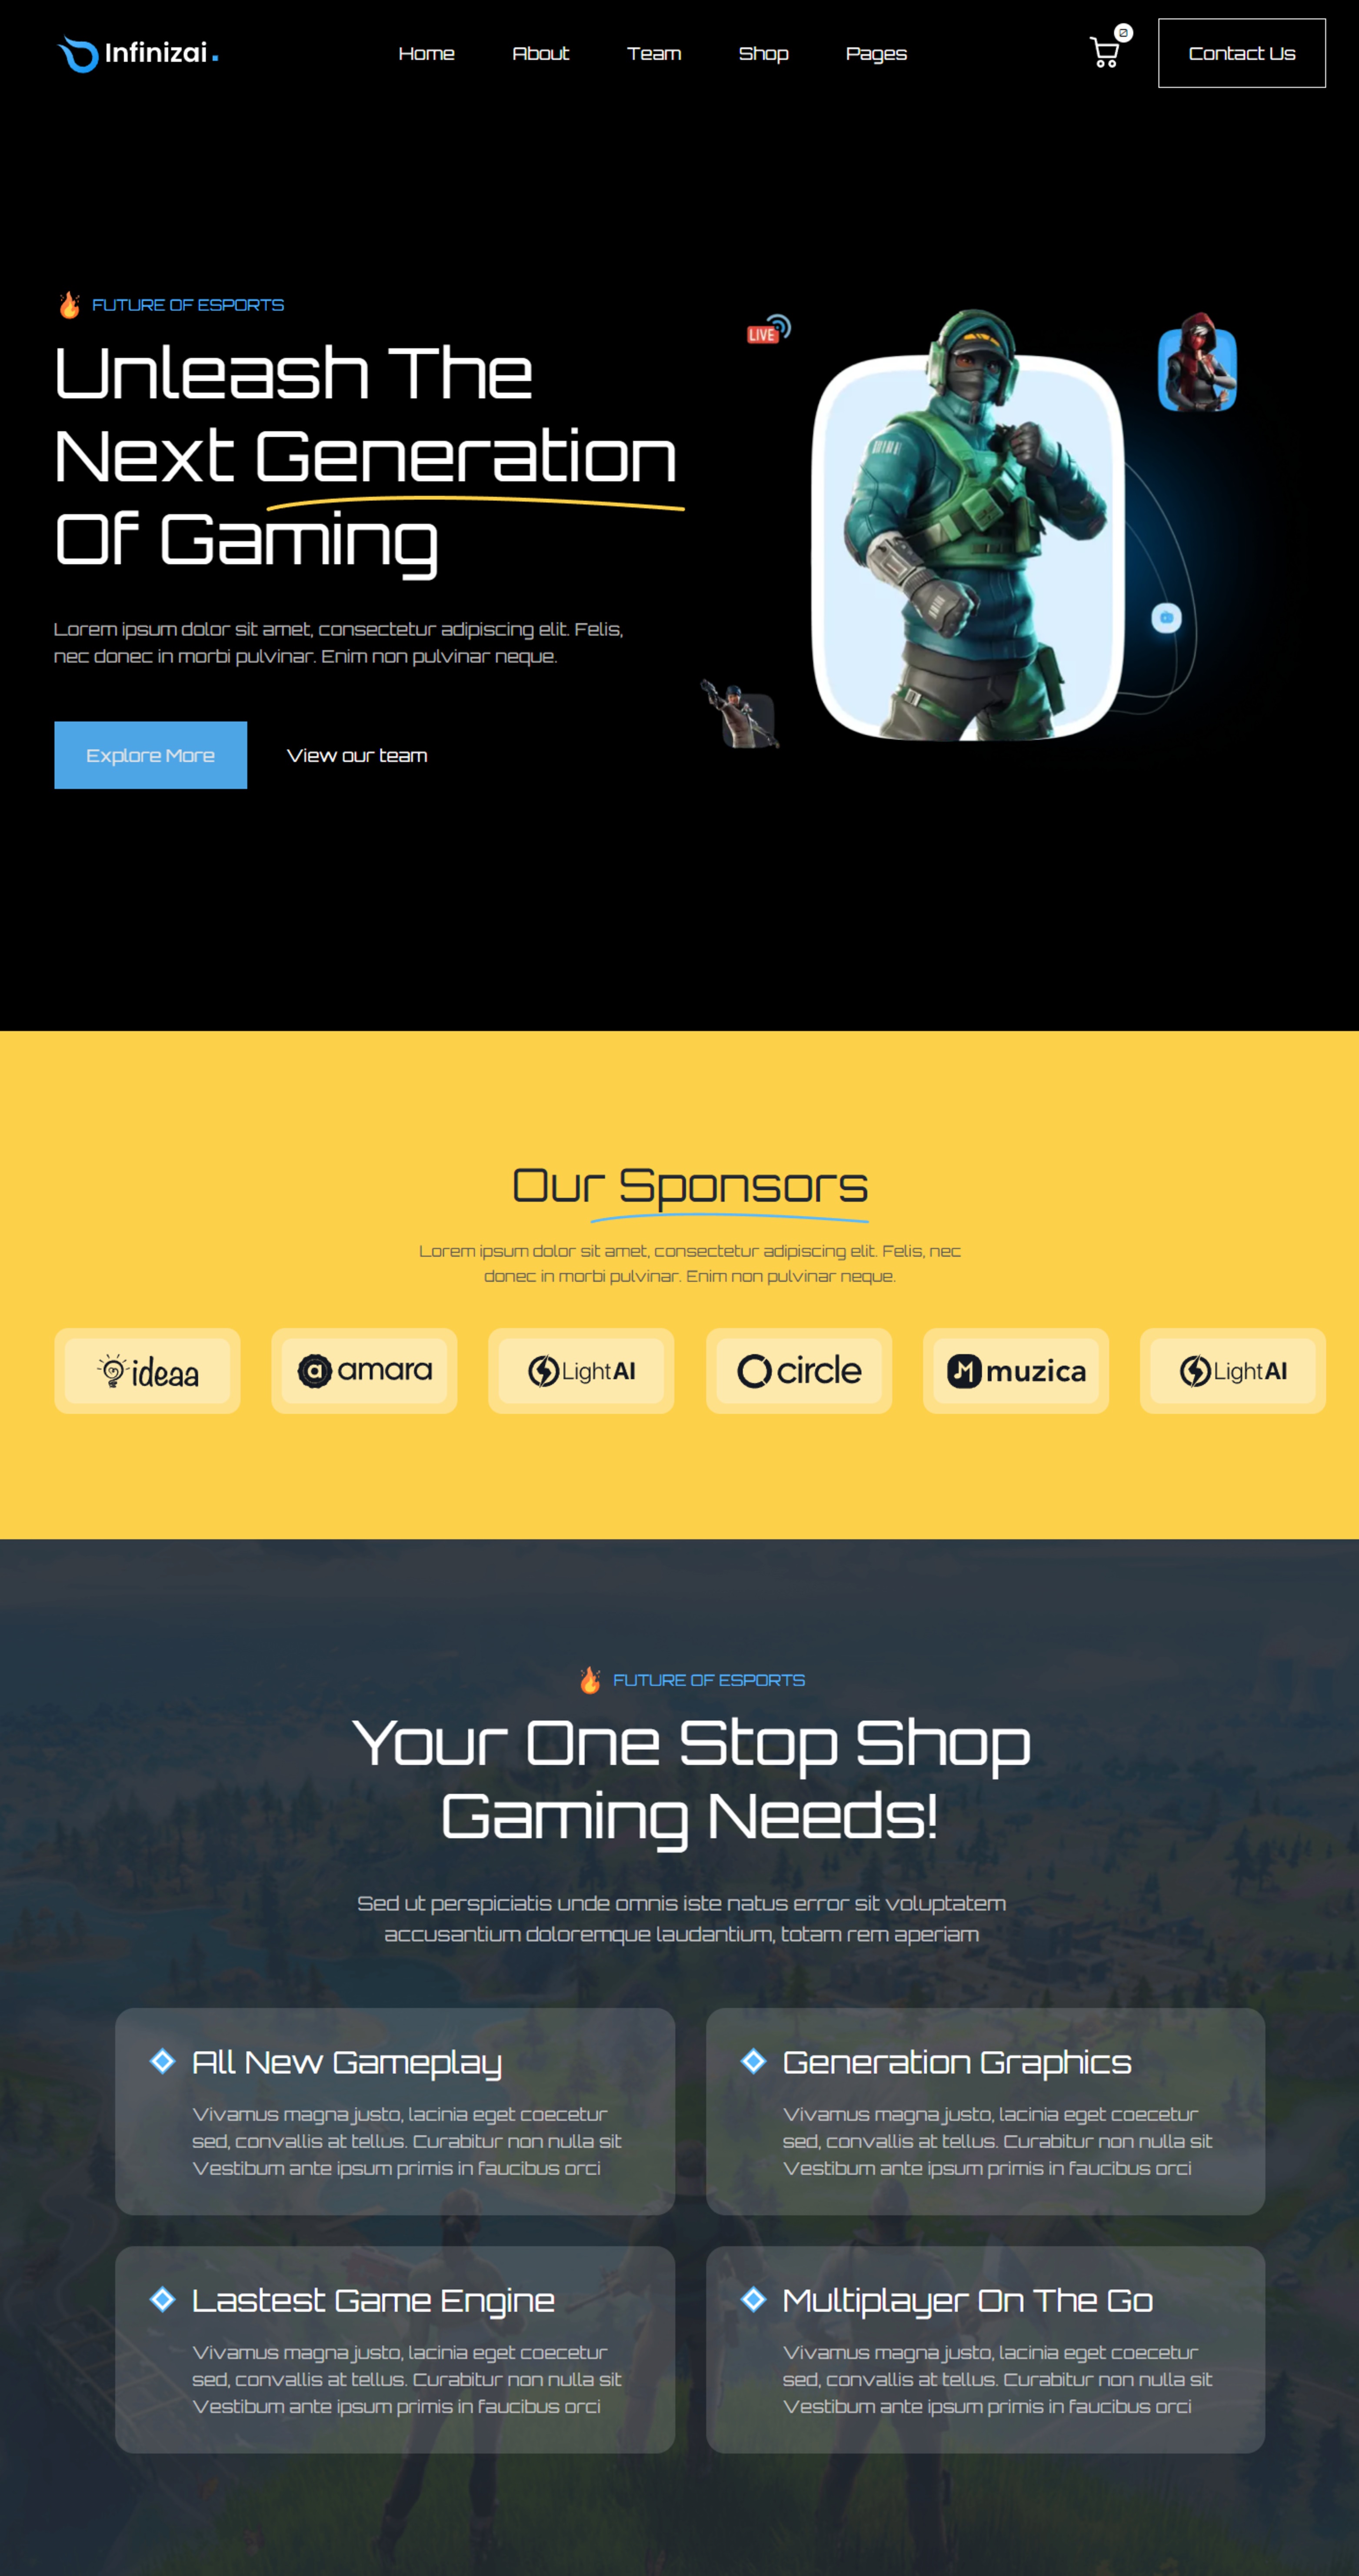 Infinizai.
Home
About
Team
Shop
Pages
Contact Us
FUTURE OF ESPORTS
LIVE
Unleash The
Next Generation
Of Gaming
Lorem ipsum dolor sit amet, consectetur adipiscing elit. Felis,
nec donec in morbi pulvinar. Enim non pulvinar neque.
Explore More
View our team
Our Sponsors
Lorem ipsum dolor sit amet, consectetur adipiscing elit. Felis, nec
donec in morbi pulvinar. Enim non pulvinar neque.
ideaa
a amara
LightAI
circle
M muzica
LightAI
FUTURE OF ESPORTS
Your One Stop Shop
Gaming Needs!
Sed ut perspiciatis unde omnis iste natus error sit voluptatem
accusantium doloremque laudantium, totam rem aperiam
All New Gameplay
Vivamus magna justo, lacinia eget coecetur
sed, convallis at tellus. Curabitur non nulla sit
Vestibum ante ipsum primis in faucibus orci
Generation Graphics
Vivamus magna justo, lacinia eget coecetur
sed, convallis at tellus. Curabitur non nulla sit
Vestibum ante ipsum primis in faucibus orci
Lastest Game Engine
Vivamus magna justo, lacinia eget coecetur
sed, convallis at tellus. Curabitur non nulla sit
Vestibum ante ipsum primis in faucibus orci
Multiplayer On The Go
Vivamus magna justo, lacinia eget coecetur
sed, convallis at tellus. Curabitur non nulla sit
Vestibum ante ipsum primis in faucibus orci